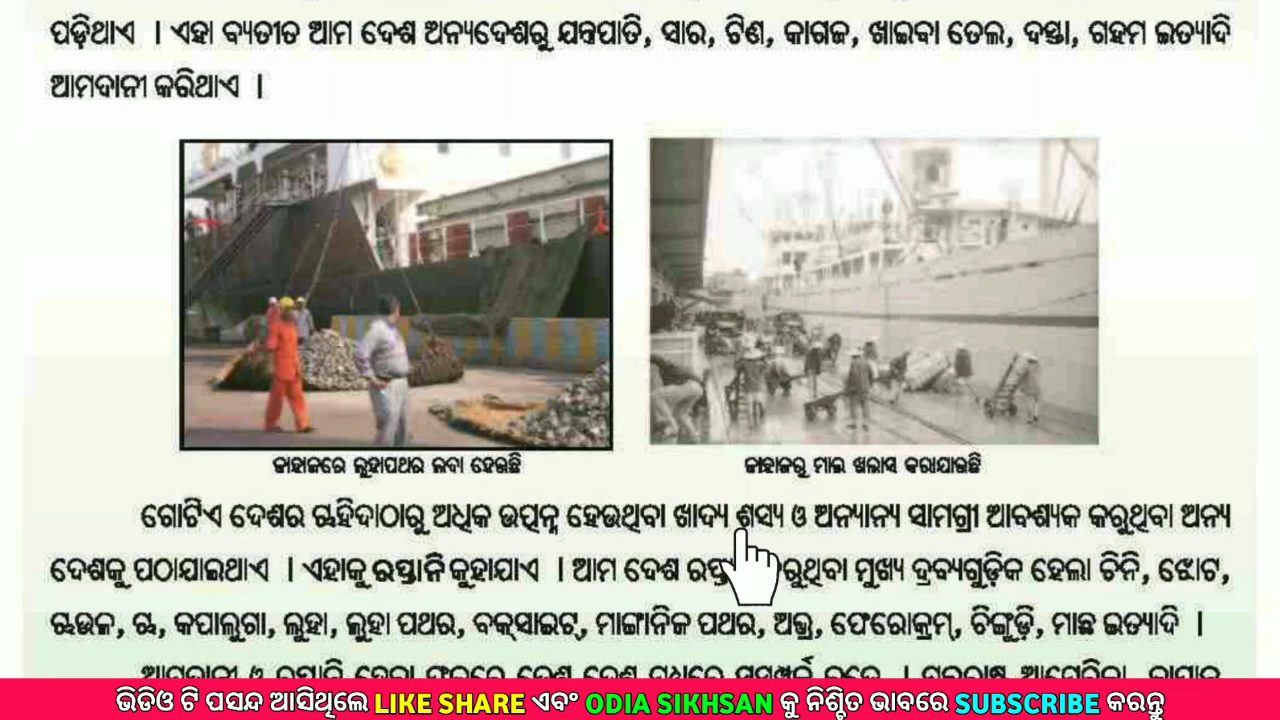 ପଡ଼ିଥାଏ । ଏହା ବ୍ୟତୀତ ଆମ ଦେଶ ଅନ୍ୟଦେଶରୁ ଯନ୍ତ୍ରପାତି, ସାର, ଟିଣ, କାଗଜ, ଖାଇବା ତେଲ, ଦସ୍ତା, ଗହମ ଇତ୍ୟାଦି
ଆମଦାନୀ କରିଥାଏ ।
ଜାହାଜରେ ଲୁହାପଥର ଲଦା ହେଉଛି
ଜାହାଜରୁ ମାଲ ଖଲାସ କରାଯାଉଛି
ଗୋଟିଏ ଦେଶର ଚାହିଦାଠାରୁ ଅଧିକ ଉତ୍ପନ୍ନ ହେଉଥିବା ଖାଦ୍ୟ ଶସ୍ୟ ଓ ଅନ୍ୟାନ୍ୟ ସାମଗ୍ରୀ ଆବଶ୍ୟକ କରୁଥିବା ଅନ୍ୟ
ଦେଶକୁ ପଠାଯାଇଥାଏ । ଏହାକୁ ରପ୍ତାନି କୁହାଯାଏ । ଆମ ଦେଶ ମୁଖ୍ୟ ଦ୍ରବ୍ୟଗୁଡ଼ିକ ହେଲା ଚିନି, ଝୋଟ,
ଚାଉଳ, ଚା, କପାଲୁଗା, ଲୁହା, ଲୁହା ପଥର, ବକ୍‌ସାଇଟ୍, ମାଙ୍ଗାନିଜ ପଥର, ଅଭ୍ର, ଫେରୋକ୍ରମ୍, ଚିଙ୍ଗୁଡ଼ି, ମାଛ ଇତ୍ୟାଦି ।
ଭିଡିଓ ଟି ପସନ୍ଦ ଆସିଥିଲେ LIKE SHARE ଏବଂ ODIA SIKHSAN କୁ ନିଶ୍ଚିତ ଭାବରେ SUBSCRIBE କରନ୍ତୁ